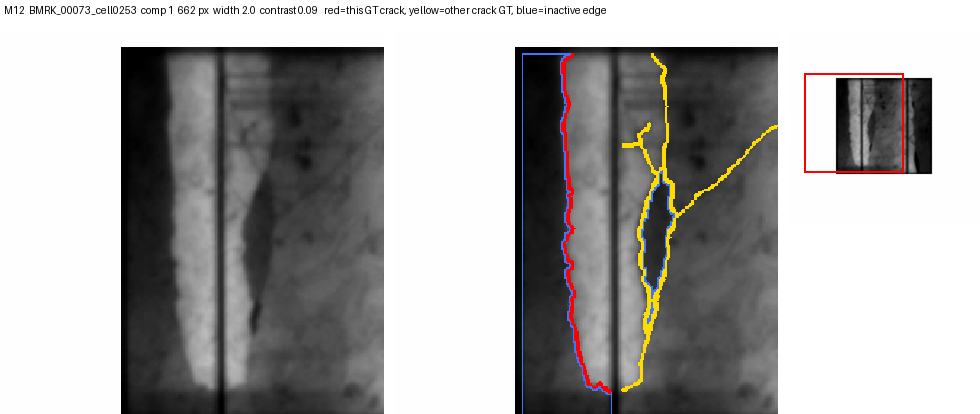 M12  BMRK_00073_cell0253  comp 1  662 px  width 2.0  contrast 0.09   red=this GT crack, yellow=other crack GT, blue=inactive edge